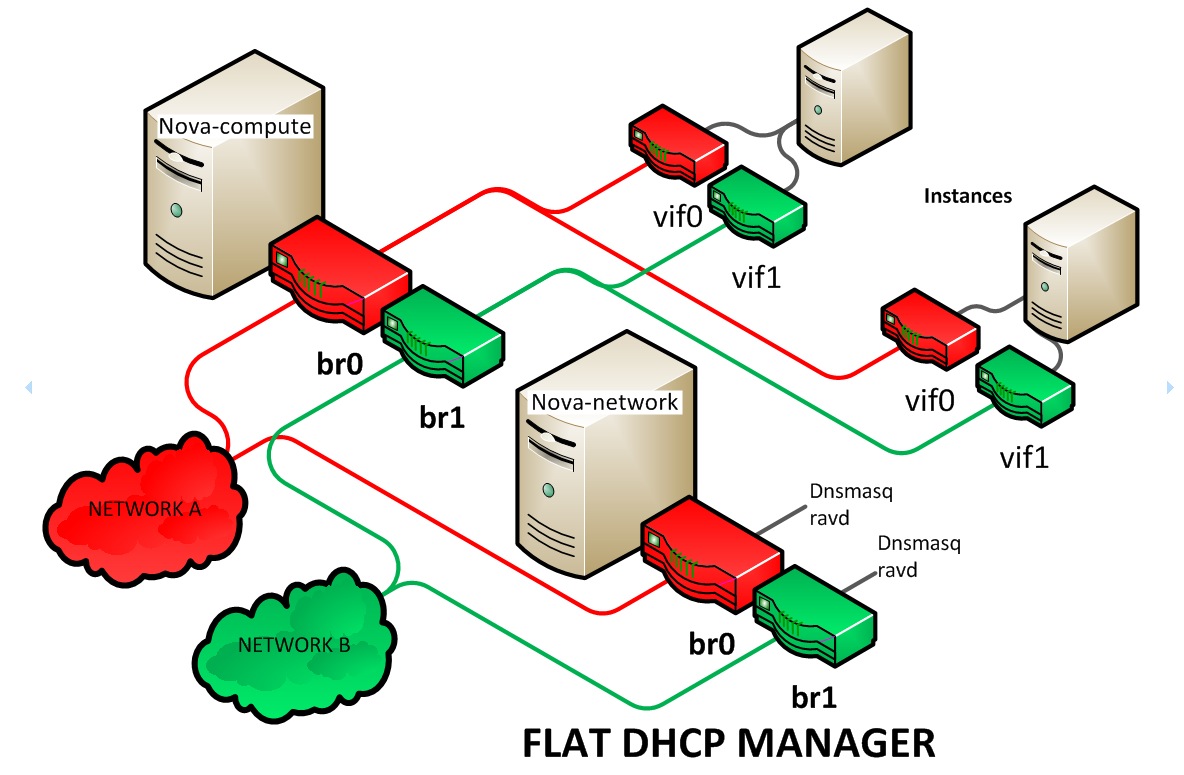 Nova-compute
vif0
vif1
Instances
br0
br1
Nova-network
vif0
vif1
NETWORK A
Dnsmasq
ravd
Dnsmasq
ravd
NETWORK B
br0
br1
FLAT DHCP MANAGER